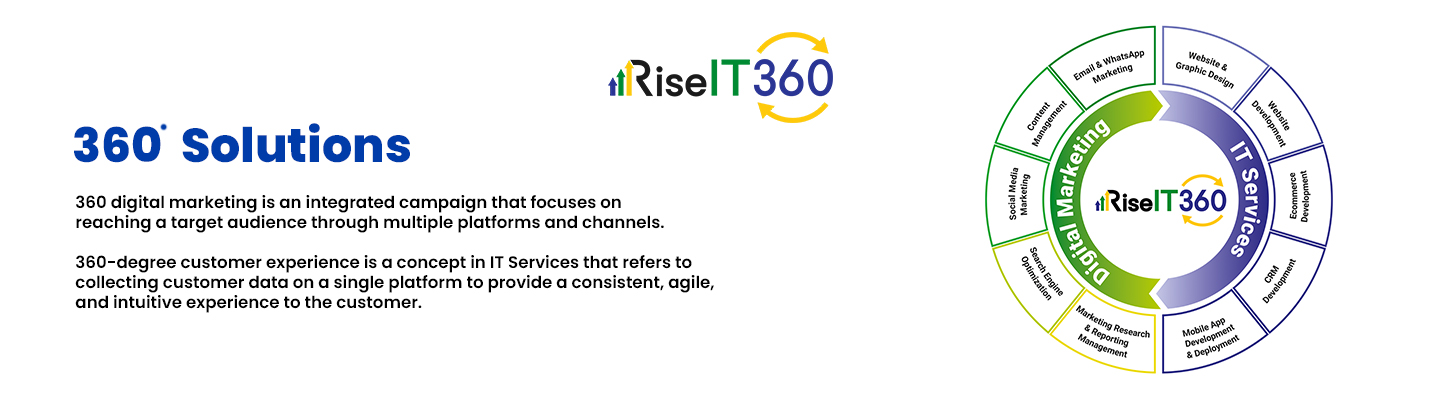 RiseIT360
360° Solutions
360 digital marketing is an integrated campaign that focuses on
reaching a target audience through multiple platforms and channels.
360-degree customer experience is a concept in IT Services that refers to
collecting customer data on a single platform to provide a consistent, agile,
and intuitive experience to the customer.
Email & WhatsApp
Marketing
Website &
Graphic Design
Content
Management
Website
Development
Social Media
Marketing
Ecommerce
Development
Search Engine
Optimization
CRM
Development
Marketing Research
& Reporting
Management
Mobile App
Development
& Deployment
Digital Marketing
IT Services
RiseIT360